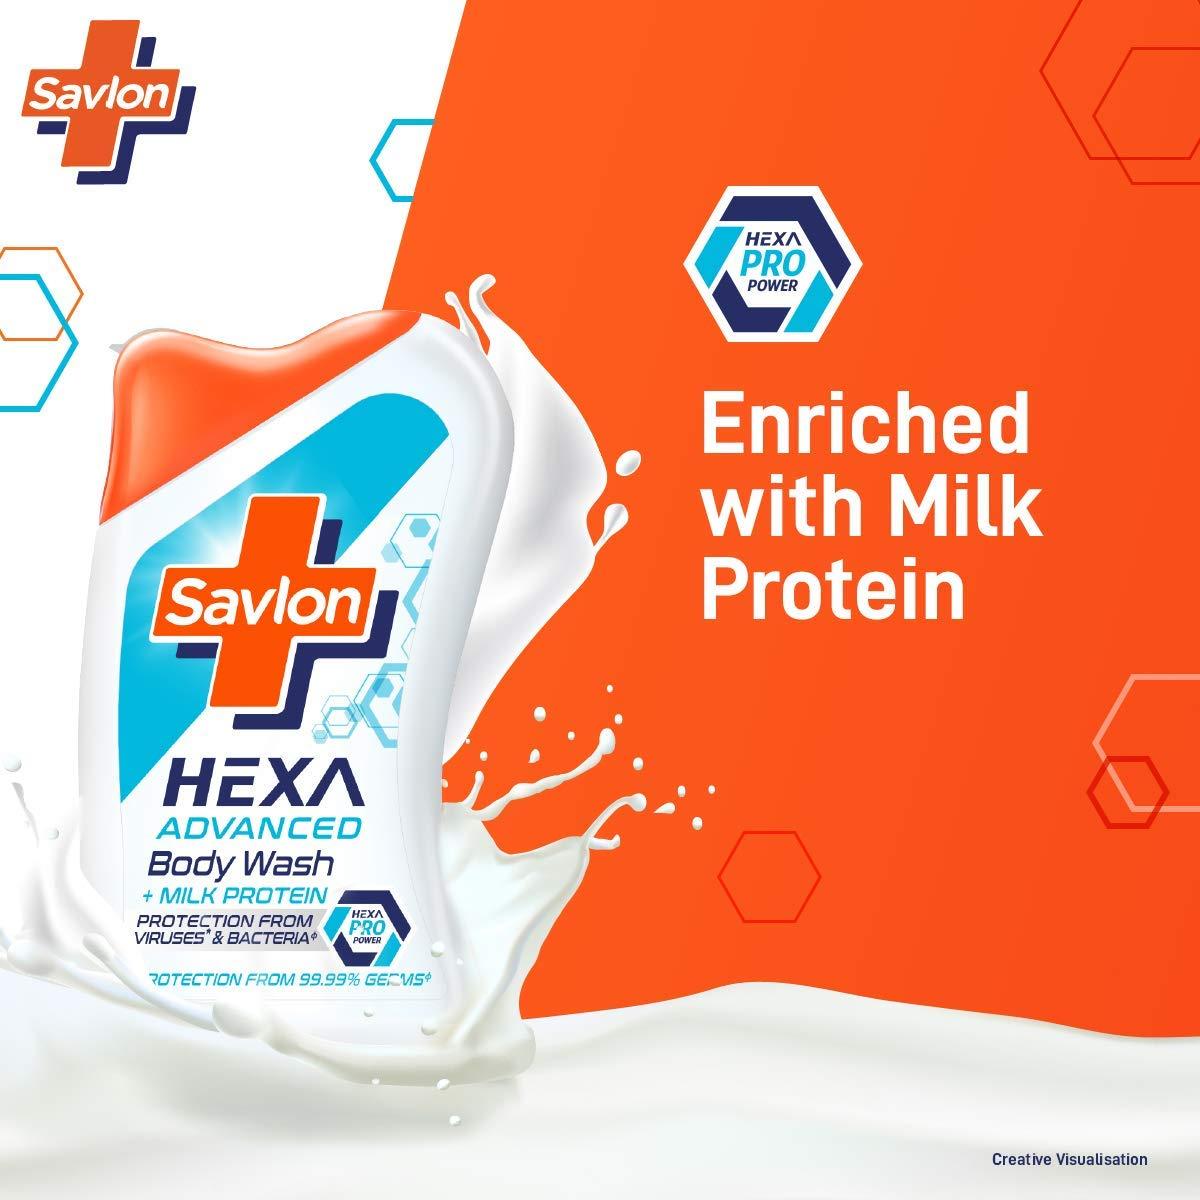 Savlon
HEXA
PRO
POWER
Enriched
with Milk
Protein
Savlon
HEXA
ADVANCED
Body Wash
+ MILK PROTEIN
PROTECTION FROM
VIRUSES* & BACTERIA⌽
HEXA
PRO
POWER
ROTECTION FROM 99.99% GERMS⌽
Creative Visualisation